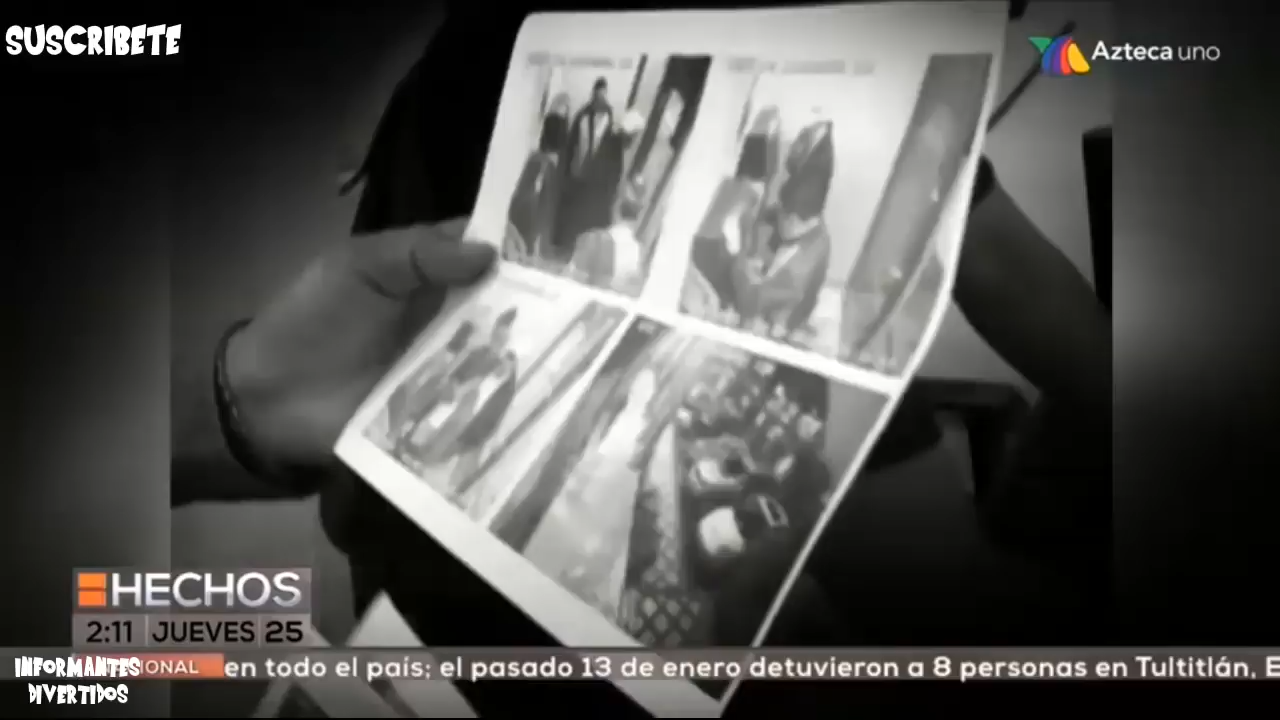 SUSCRIBETE
Azteca uno
HECHOS
2:11 JUEVES 25
INFORMANTES
DIVERTIDOS
en todo el país; el pasado 13 de enero detuvieron a 8 personas en Tultitlán, E